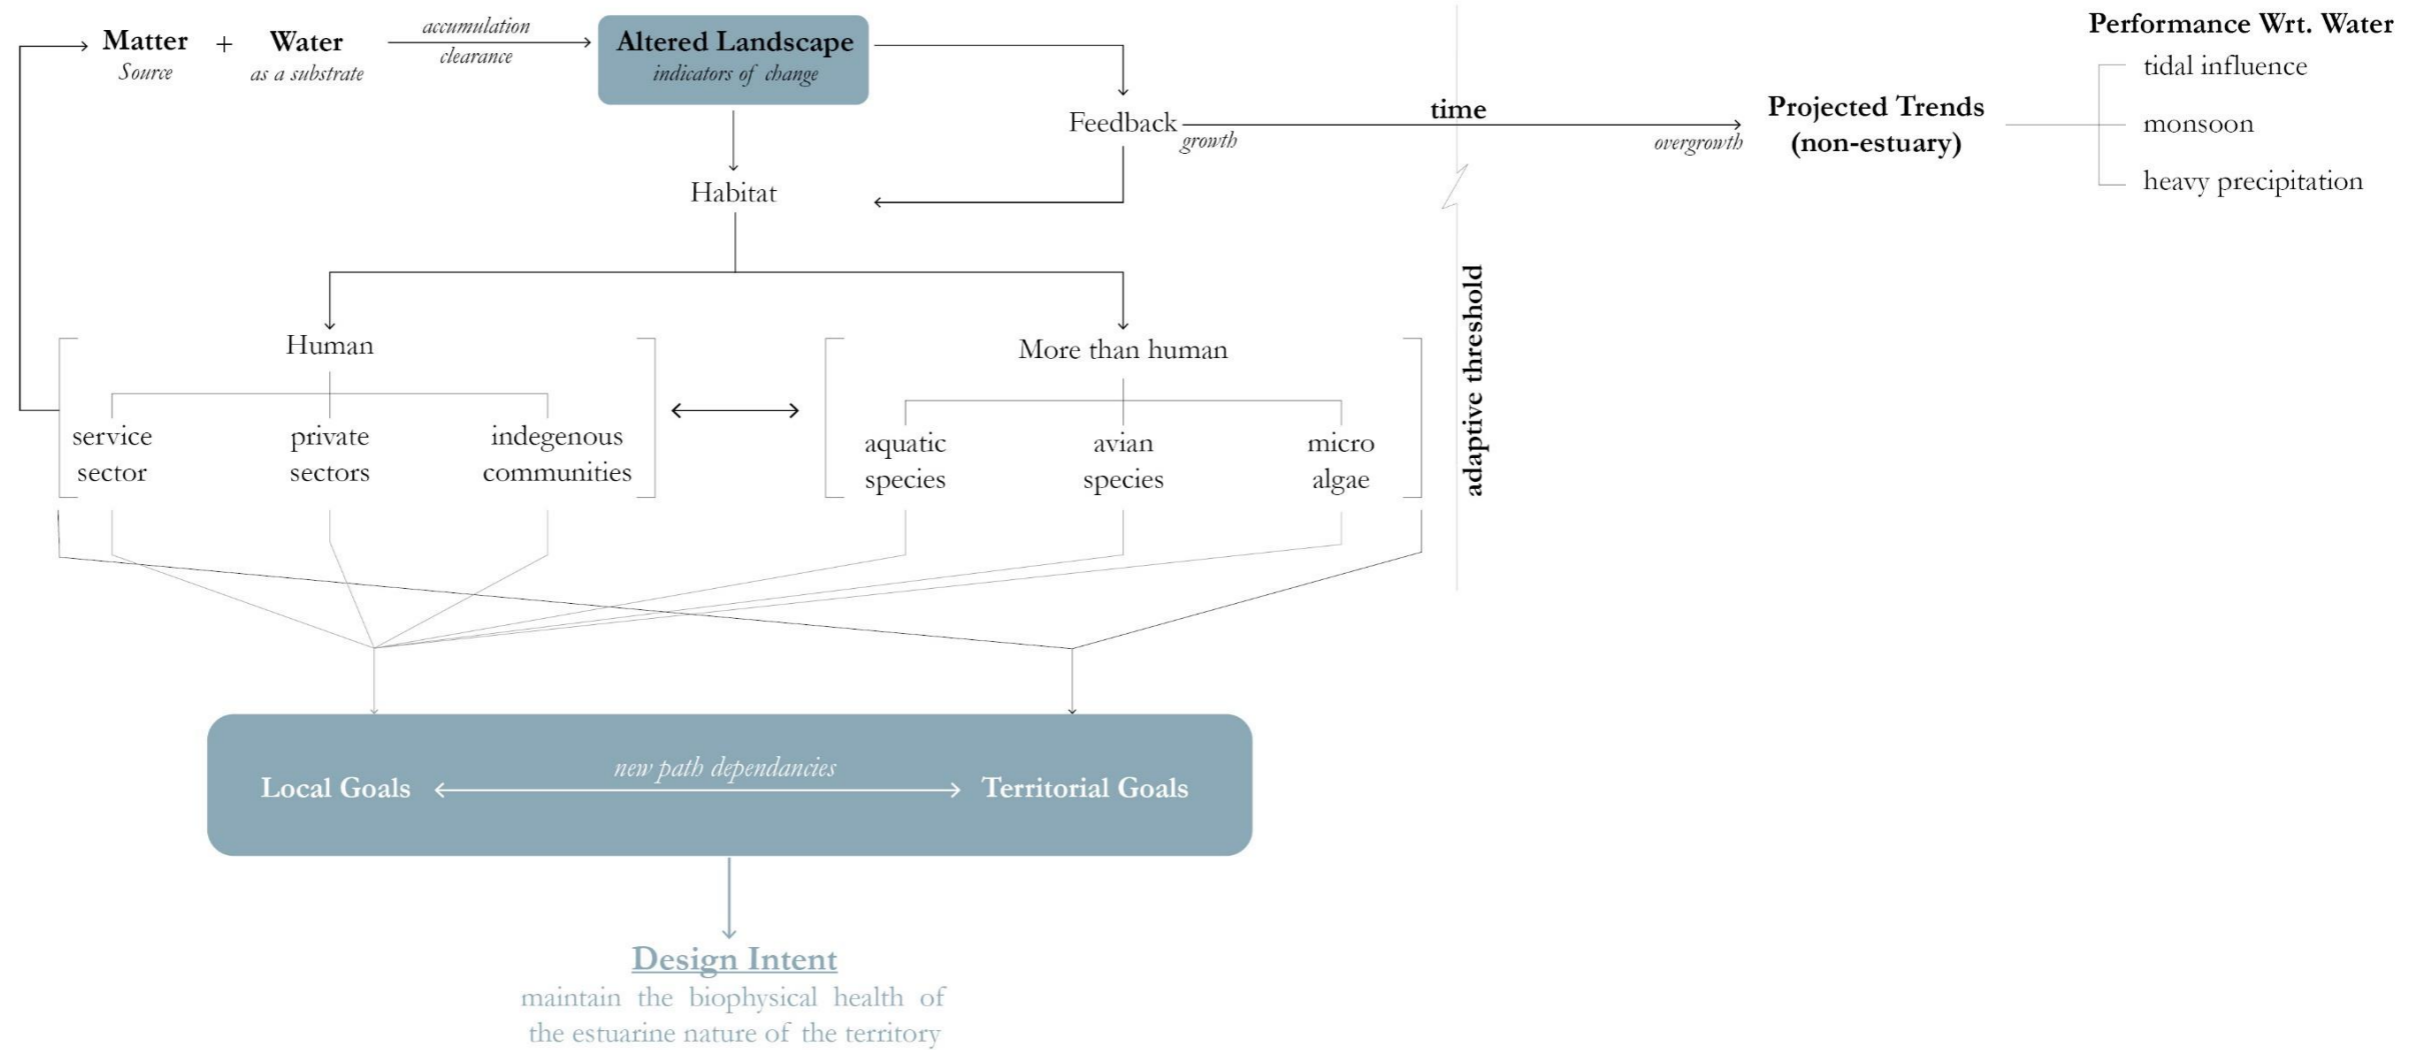 Matter + Water
Source
as a substrate
accumulation
clearance
Altered Landscape
indicators of change
Feedback
growth
time
overgrowth
Projected Trends
(non-estuary)
Performance Wrt. Water
tidal influence
monsoon
heavy precipitation
Habitat
adaptive threshold
Human
service
sector
private
sectors
indegenous
communities
More than human
aquatic
species
avian
species
micro
algae
Local Goals
new path dependancies
Territorial Goals
Design Intent
maintain the biophysical health of
the estuarine nature of the territory